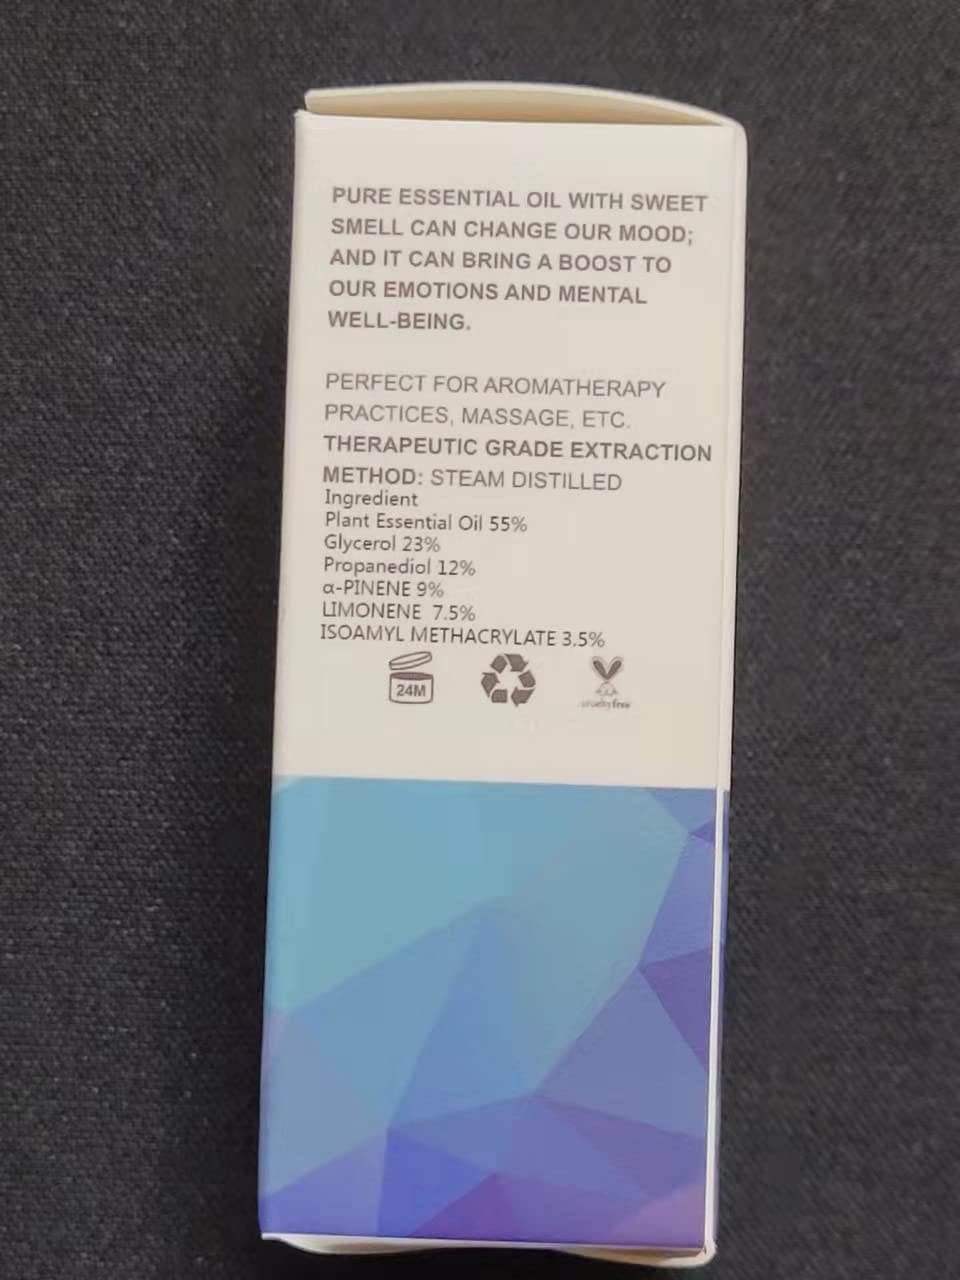 PURE ESSENTIAL OIL WITH SWEET
SMELL CAN CHANGE OUR MOOD;
AND IT CAN BRING A BOOST TO
OUR EMOTIONS AND MENTAL
WELL-BEING.
PERFECT FOR AROMATHERAPY
PRACTICES, MASSAGE, ETC.
THERAPEUTIC GRADE EXTRACTION
METHOD: STEAM DISTILLED
Ingredient
Plant Essential Oil 55%
Glycerol 23%
Propanediol 12%
α-PINENE 9%
LIMONENE 7.5%
ISOAMYL METHACRYLATE 3.5%
24M
crueltyfree